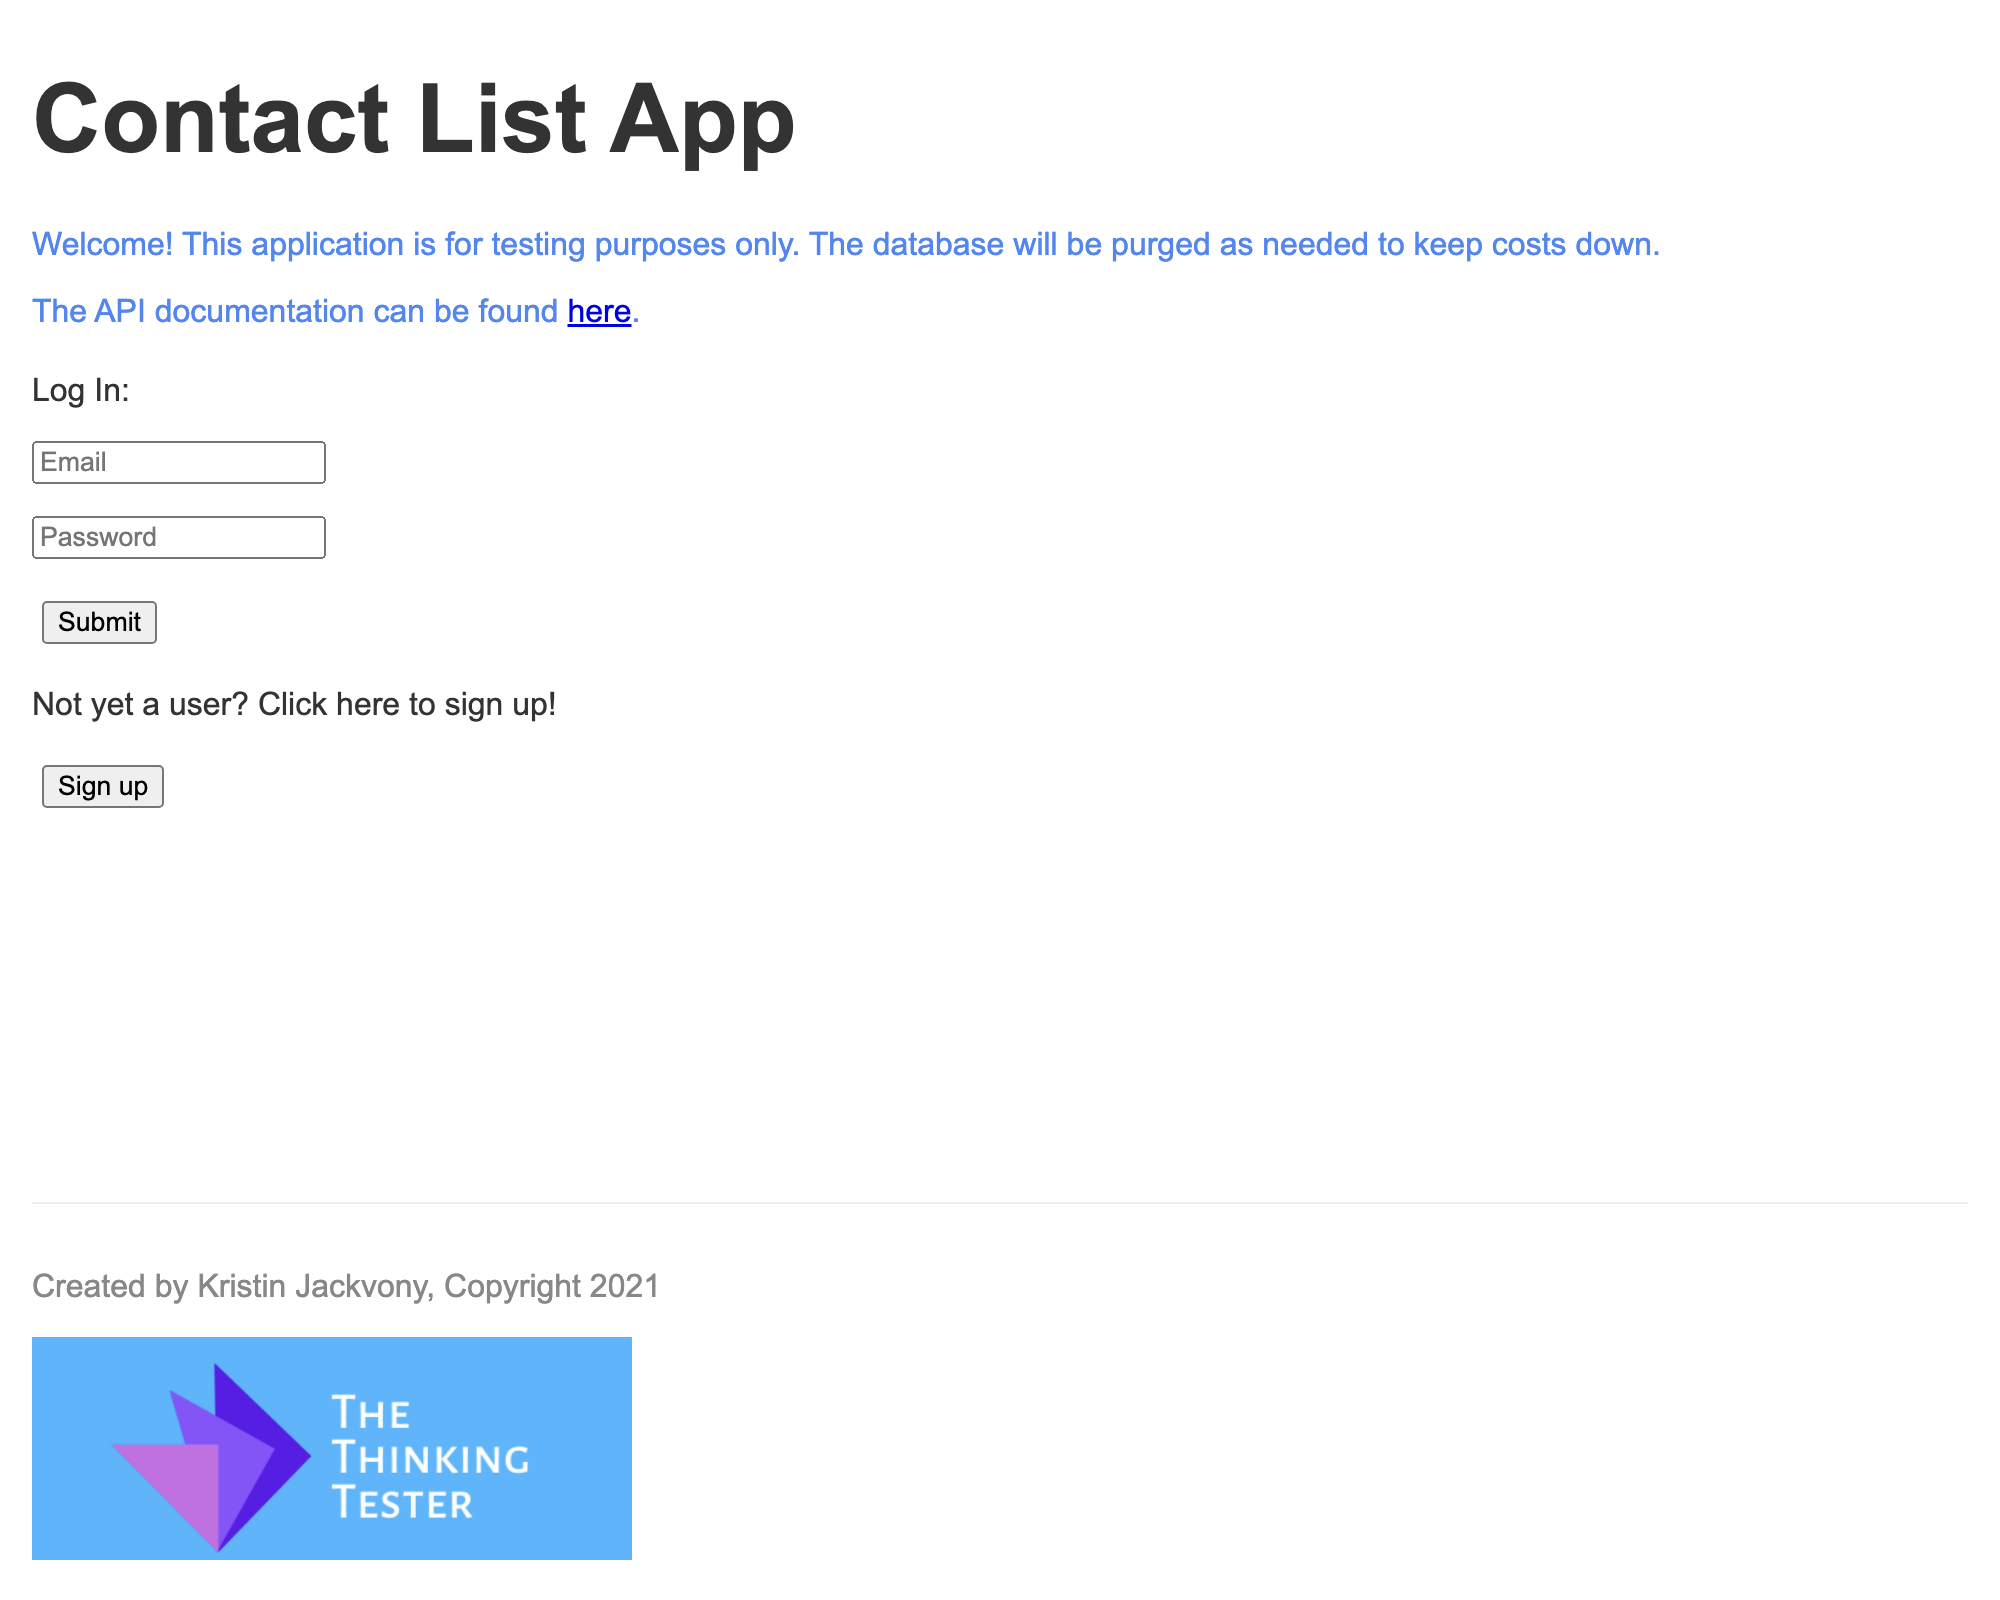 Contact List App
Welcome! This application is for testing purposes only. The database will be purged as needed to keep costs down.
The API documentation can be found here.
Log In:
Email
Password
Submit
Not yet a user? Click here to sign up!
Sign up
Created by Kristin Jackvony, Copyright 2021
THE
THINKING
TESTER